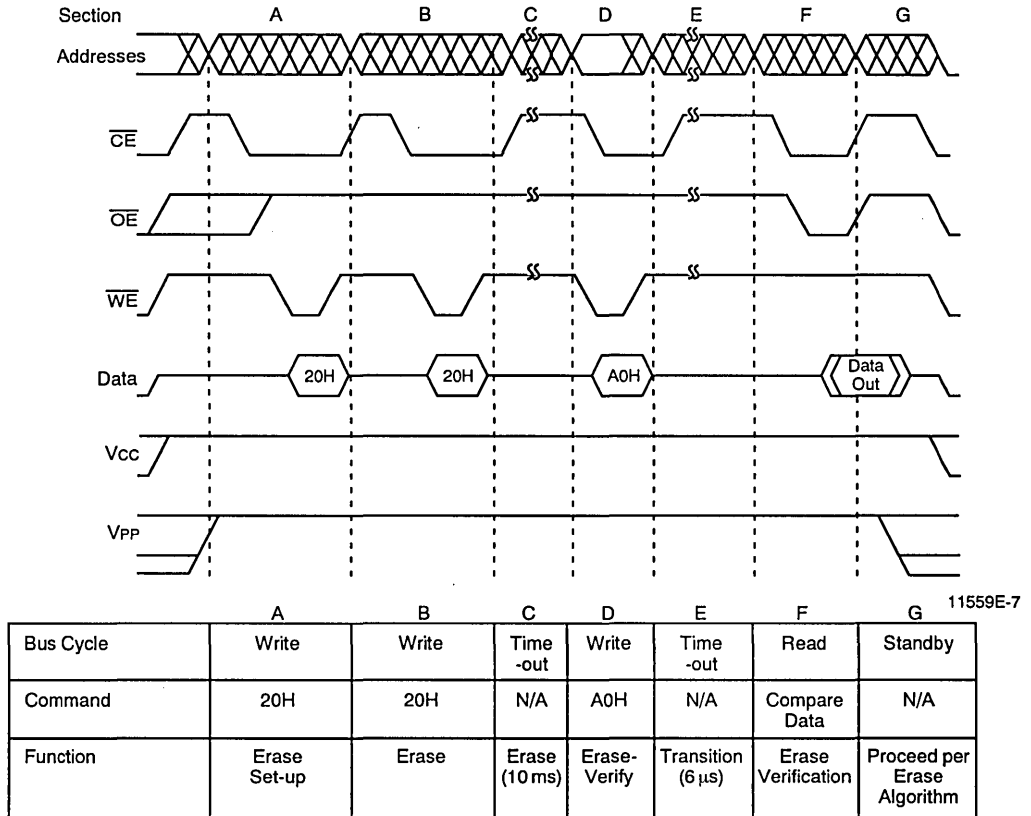 Section A B C D E F G
Addresses
CE
OE
WE
Data 20H 20H A0H Data
Out
Vcc
VPP
11559E-7
A B C D E F G
Bus Cycle Write Write Time Write Time Read Standby
-out -out
Command 20H 20H N/A A0H N/A Compare N/A
Data
Function Erase Erase Erase Erase- Transition Erase Proceed per
Set-up (10 ms) Verify (6 µs) Verification Erase
Algorithm